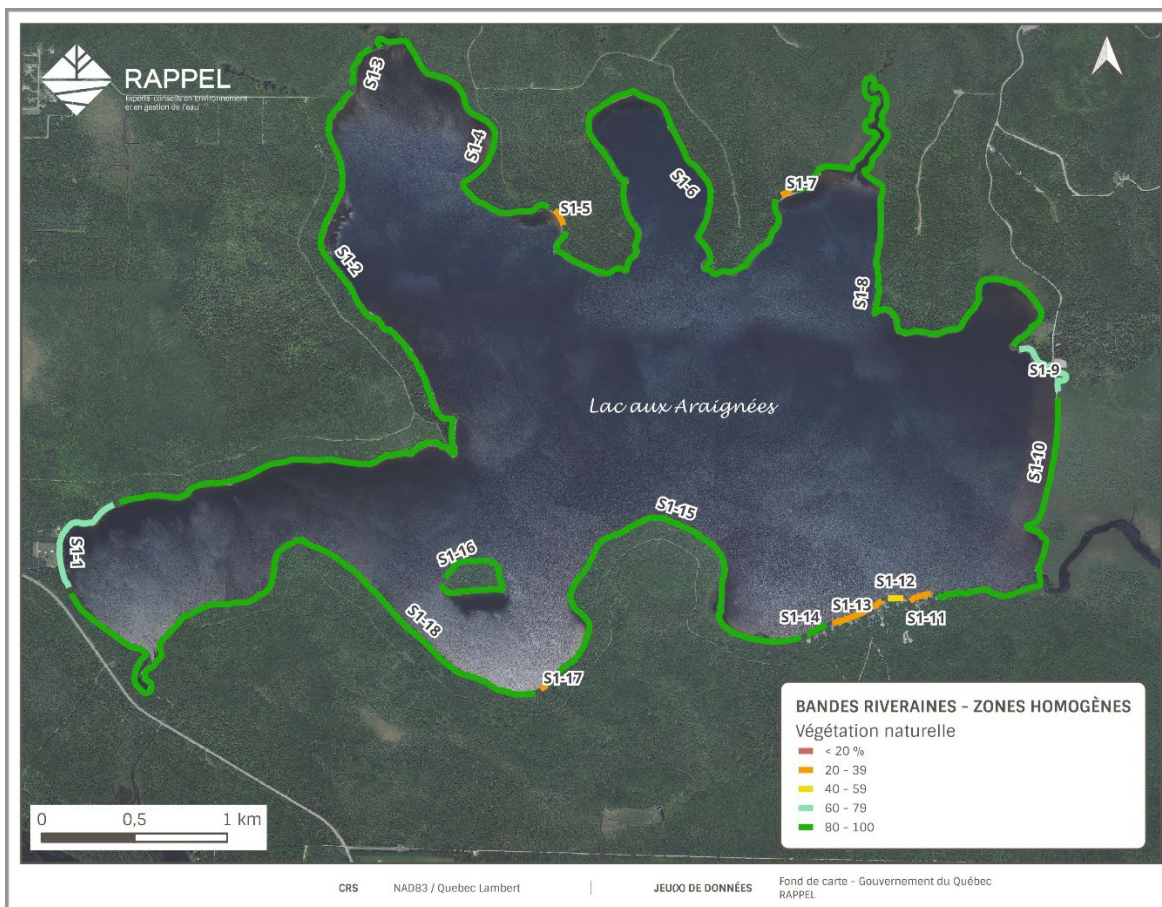 RAPPEL
Experts-conseils en environnement
et en gestion de l'eau
S1-3
S1-4
S1-5
S1-6
S1-7
S1-2
S1-8
S1-9
Lac aux Araignées
S1-10
S1-1
S1-15
S1-16
S1-12
S1-13
S1-11
S1-14
S1-18
S1-17
BANDES RIVERAINES - ZONES HOMOGÈNES
Végétation naturelle
< 20 %
20 - 39
40 - 59
60 - 79
80 - 100
0 0,5 1 km
CRS NAD83 / Quebec Lambert | JEUOO DE DONNÉES Fond de carte - Gouvernement du Québec
RAPPEL